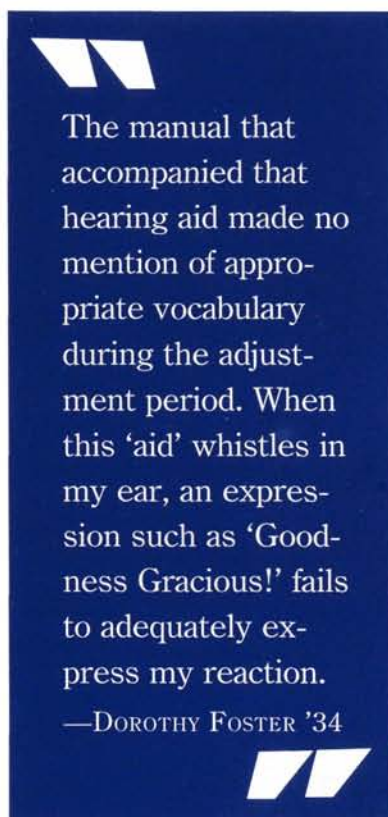 The manual that
accompanied that
hearing aid made no
mention of appro-
priate vocabulary
during the adjust-
ment period. When
this ‘aid’ whistles in
my ear, an expres-
sion such as ‘Good-
ness Gracious!’ fails
to adequately ex-
press my reaction.
—DOROTHY FOSTER ’34